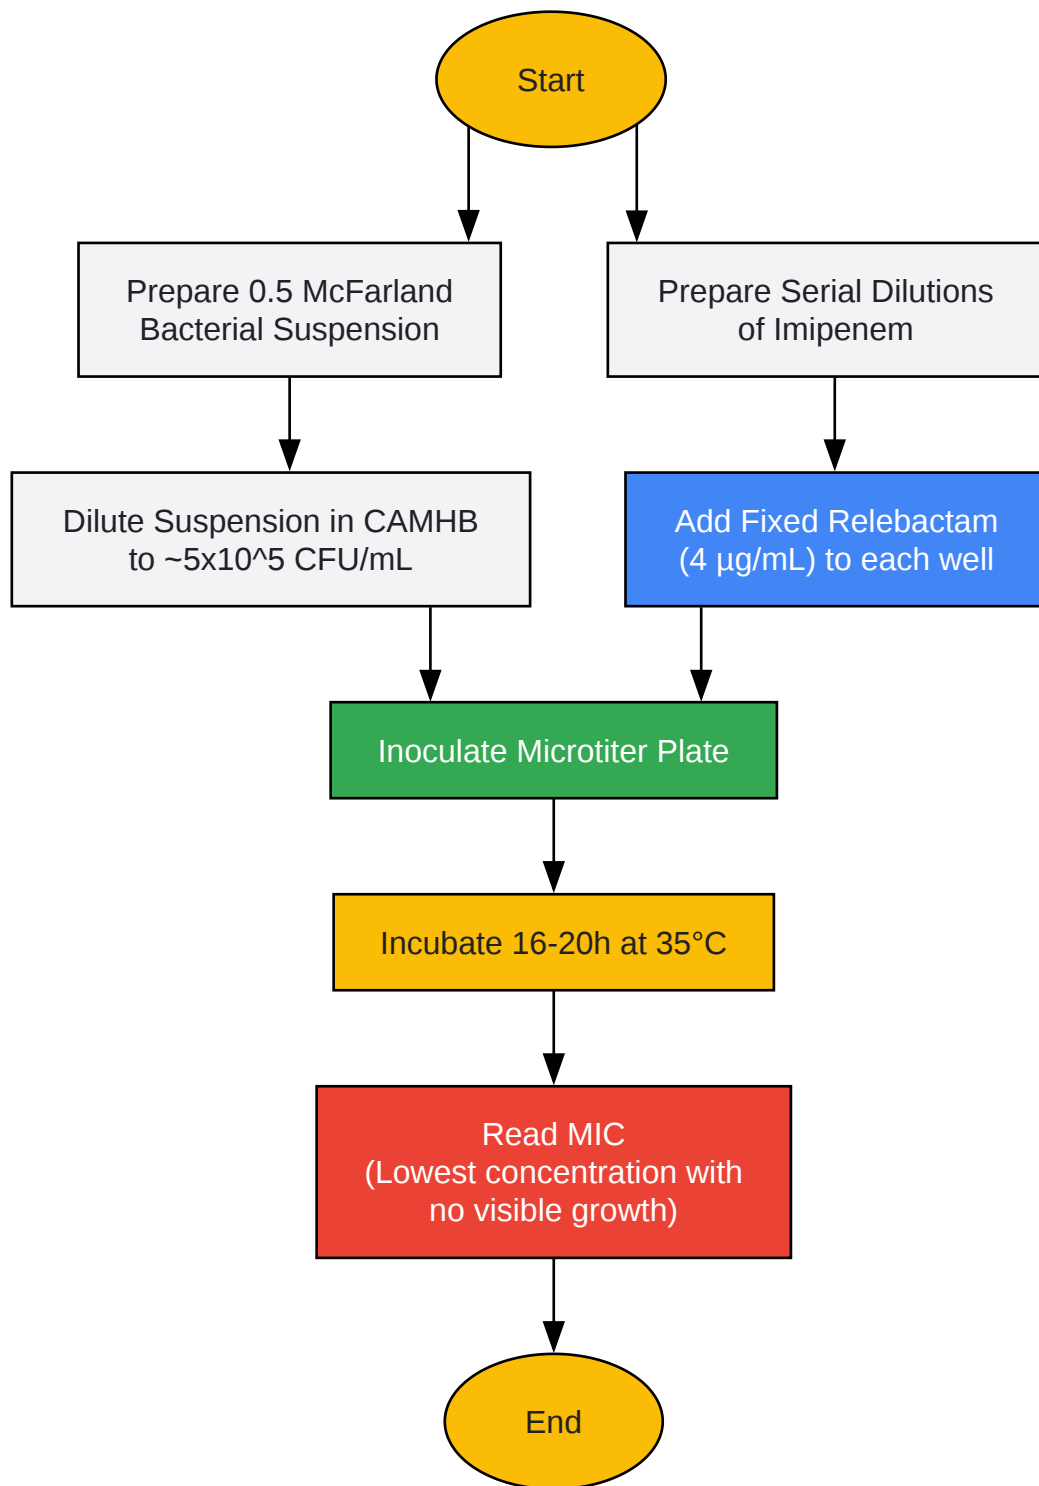 Start
Prepare 0.5 McFarland
Bacterial Suspension
Prepare Serial Dilutions
of Imipenem
Dilute Suspension in CAMHB
to ~5x10^5 CFU/mL
Add Fixed Relebactam
(4 µg/mL) to each well
Inoculate Microtiter Plate
Incubate 16-20h at 35°C
Read MIC
(Lowest concentration with
no visible growth)
End